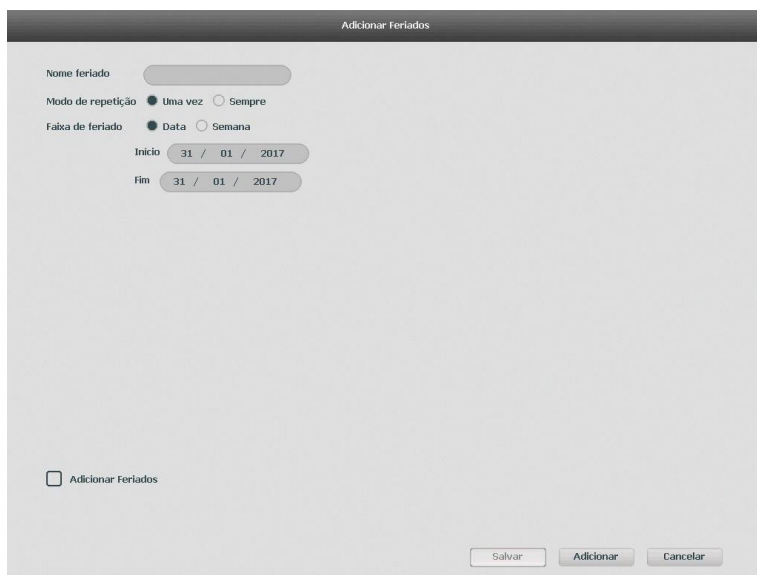 Adicionar Feriados
Nome feriado
Modo de repetição Uma vez Sempre
Faixa de feriado Data Semana
Início 31 / 01 / 2017
Fim 31 / 01 / 2017
Adicionar Feriados
Salvar Adicionar Cancelar